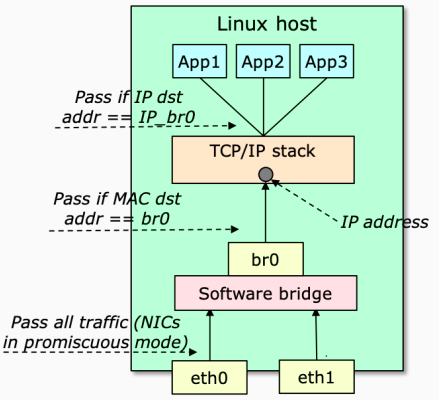 Linux host
App1 App2 App3
Pass if IP dst
addr == IP_br0
TCP/IP stack
Pass if MAC dst
addr == br0
IP address
br0
Software bridge
Pass all traffic (NICs
in promiscuous mode)
eth0 eth1